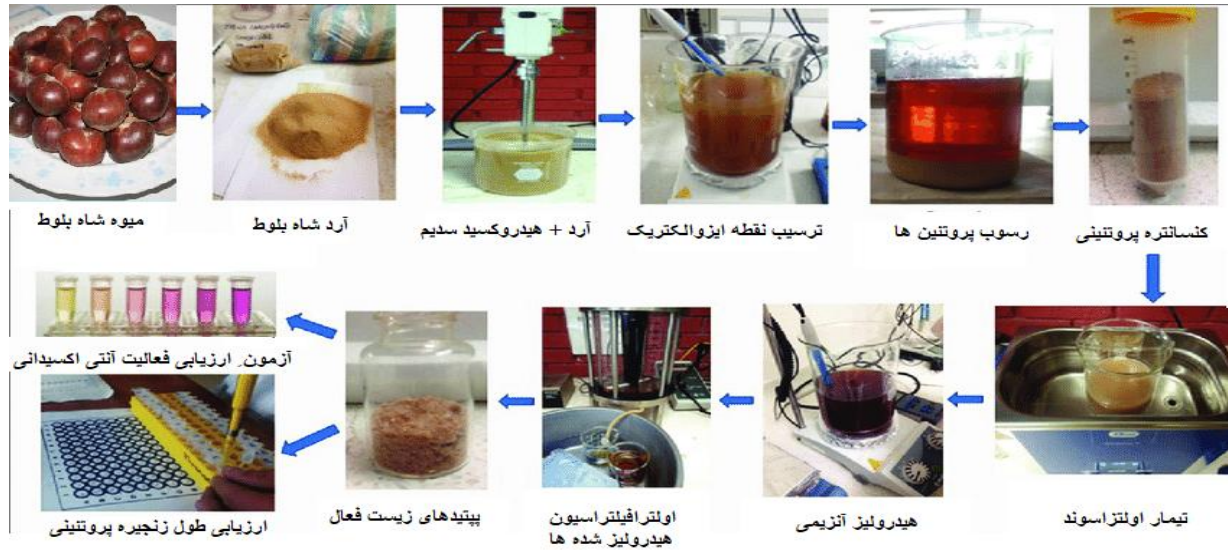 میوه شاه بلوط
آرد شاه بلوط
آرد + هیدروکسید سدیم
ترسیب نقطه ایزوالکتریک
رسوب پروتئین ها
کنسانتره پروتئینی
تیمار اولتزاسوند
هیدرولیز آنزیمی
اولترافیلتراسیون
هیدرولیز شده ها
پپتیدهای زیست فعال
آزمون ِ ارزیابی فعالیت آنتی اکسیدانی
ارزیابی طول زنجیره پروتئینی